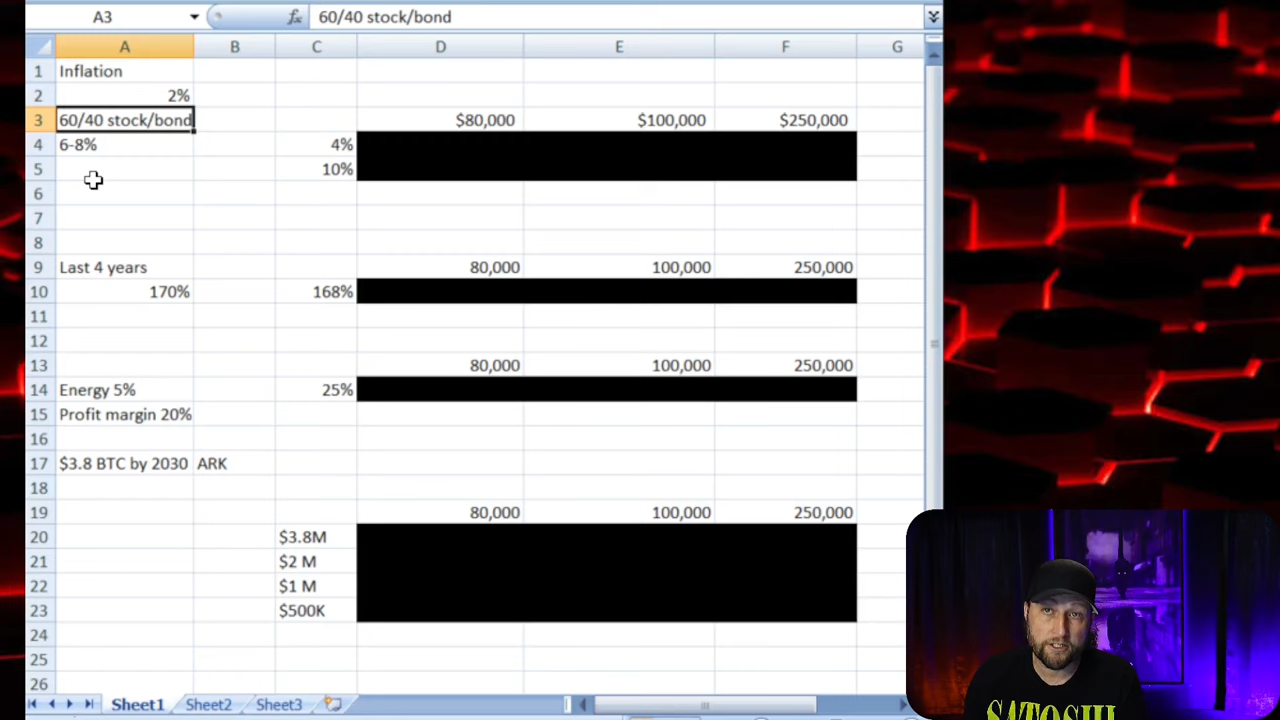 A3 fx 60/40 stock/bond
A B C D E F G
1 Inflation
2 2%
3 60/40 stock/bond $80,000 $100,000 $250,000
4 6-8% 4%
5 10%
6
7
8
9 Last 4 years 80,000 100,000 250,000
10 170% 168%
11
12
13 80,000 100,000 250,000
14 Energy 5% 25%
15 Profit margin 20%
16
17 $3.8 BTC by 2030 ARK
18
19 80,000 100,000 250,000
20 $3.8M
21 $2 M
22 $1 M
23 $500K
24
25
26
Sheet1 Sheet2 Sheet3
SATOSHI